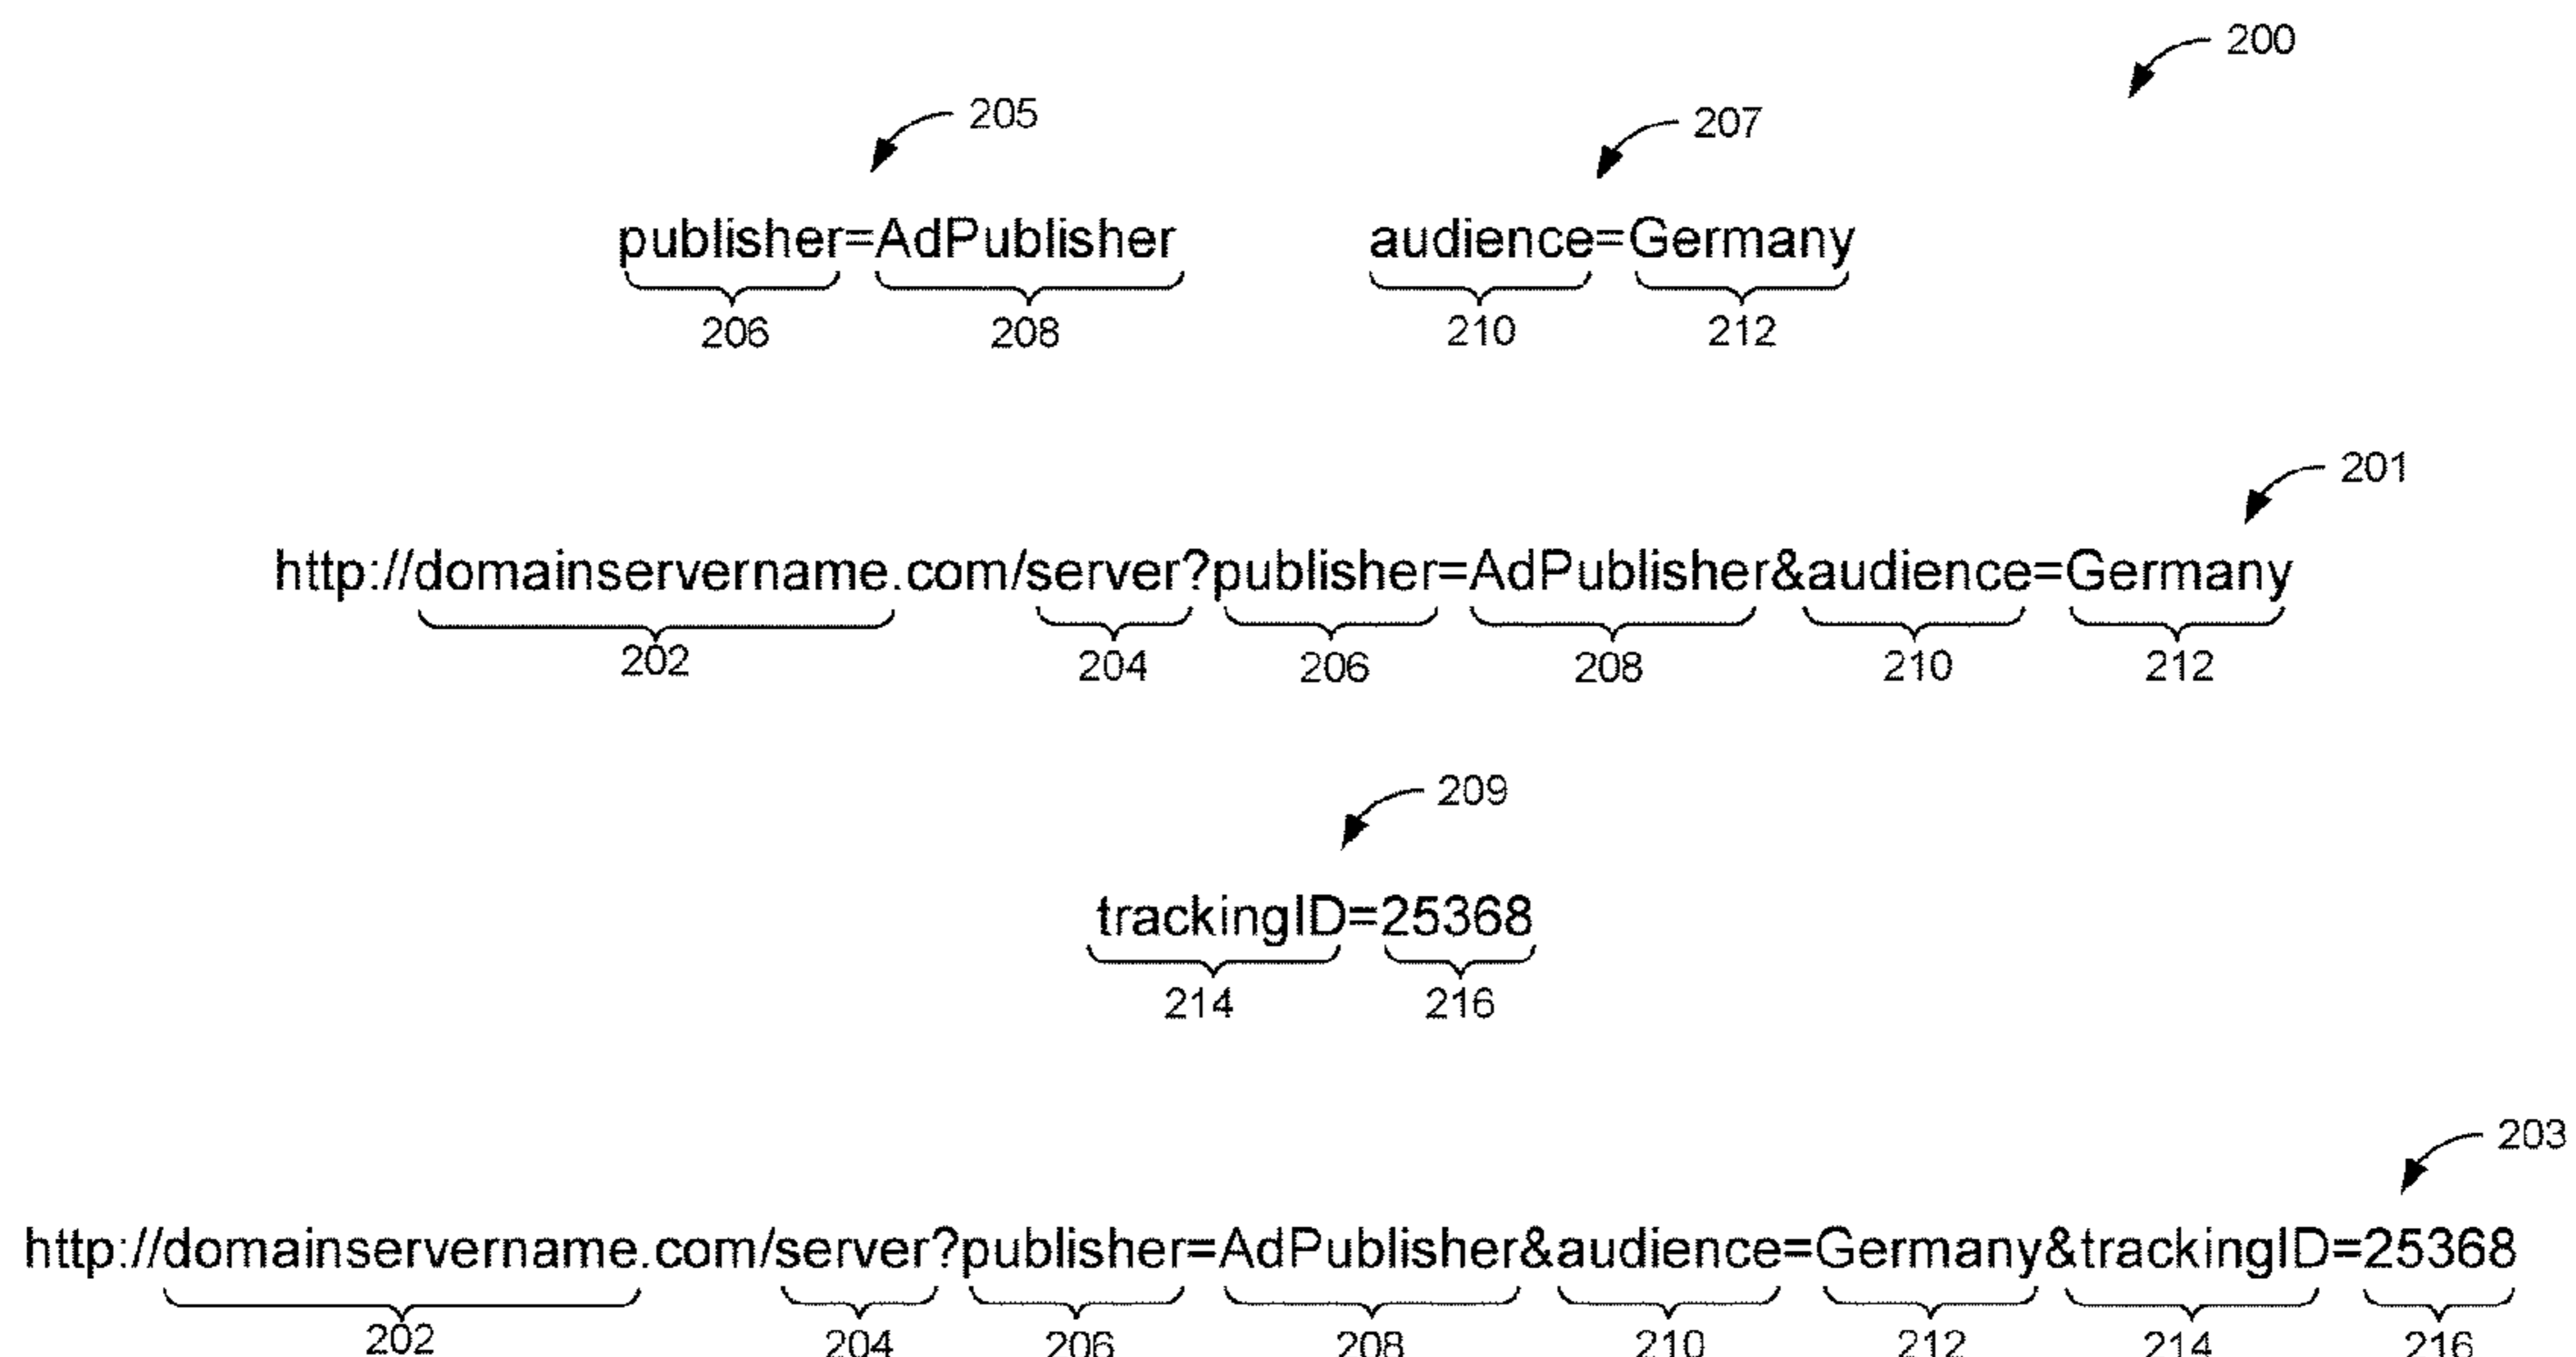 200
205 207
publisher=AdPublisher audience=Germany
206 208 210 212
201
http://domainservername.com/server?publisher=AdPublisher&audience=Germany
202 204 206 208 210 212
209
trackingID=25368
214 216
203
http://domainservername.com/server?publisher=AdPublisher&audience=Germany&trackingID=25368
202 204 206 208 210 212 214 216